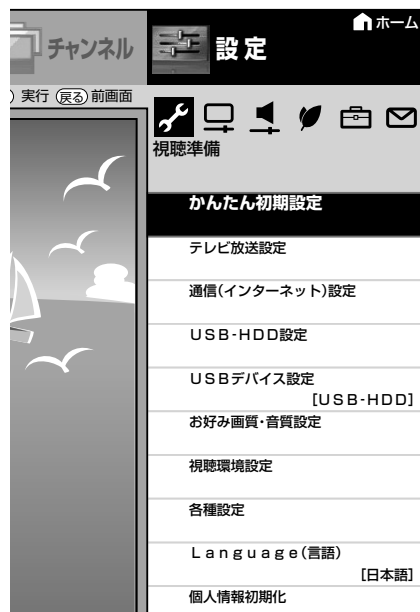 チャンネル
設定
ホーム
実行 戻る 前画面
視聴準備
かんたん初期設定
テレビ放送設定
通信(インターネット)設定
USB-HDD設定
USBデバイス設定
[USB-HDD]
お好み画質・音質設定
視聴環境設定
各種設定
Language(言語)
[日本語]
個人情報初期化